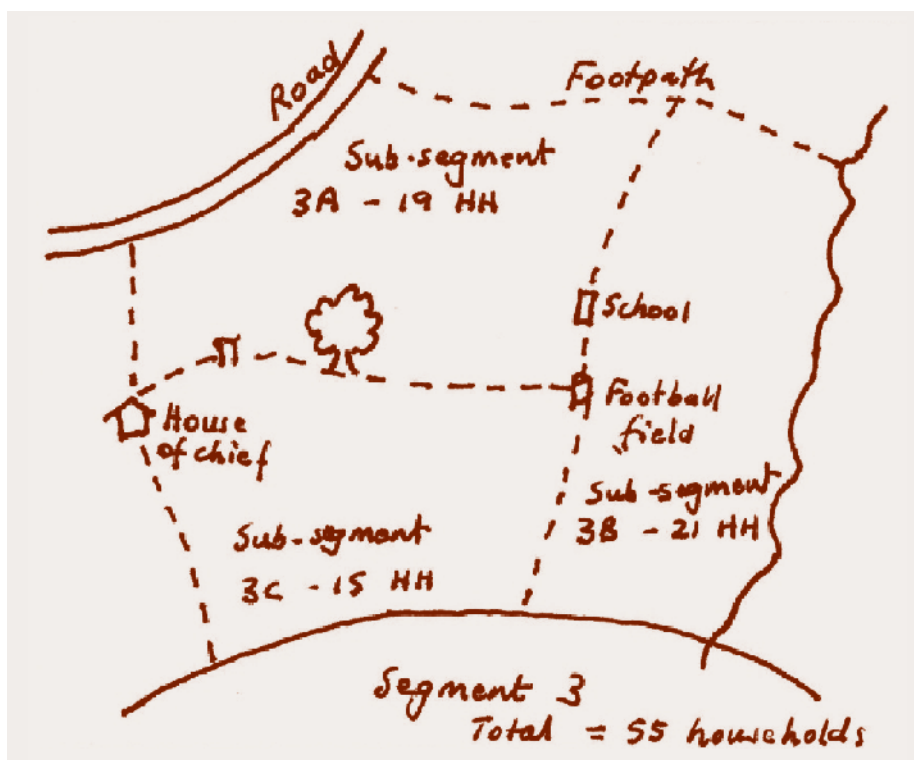 Road
Footpath
Sub-segment
3A - 19 HH
School
House
of chief
Football
field
Sub-segment
3B - 21 HH
Sub-segment
3C - 15 HH
Segment 3
Total = 55 households